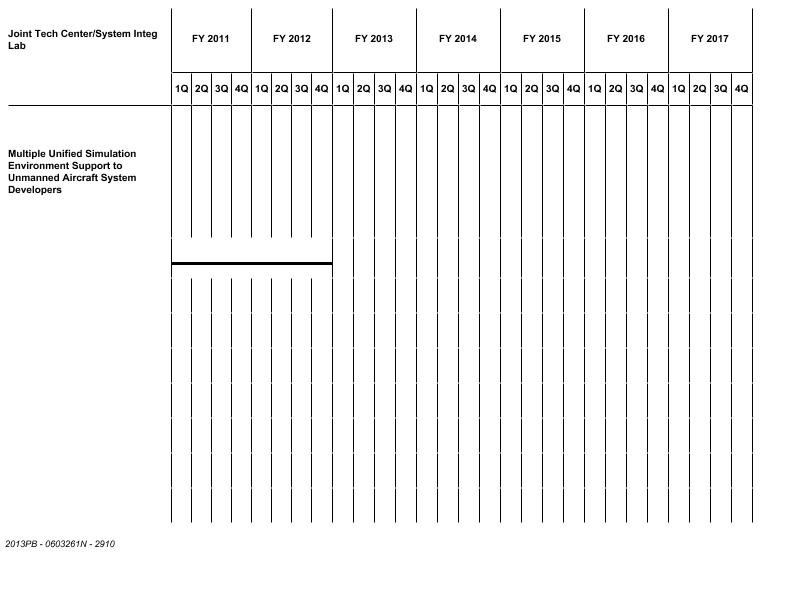 Joint Tech Center/System Integ
Lab
FY 2011 FY 2012 FY 2013 FY 2014 FY 2015 FY 2016 FY 2017
1Q 2Q 3Q 4Q 1Q 2Q 3Q 4Q 1Q 2Q 3Q 4Q 1Q 2Q 3Q 4Q 1Q 2Q 3Q 4Q 1Q 2Q 3Q 4Q 1Q 2Q 3Q 4Q
Multiple Unified Simulation
Environment Support to
Unmanned Aircraft System
Developers
2013PB - 0603261N - 2910